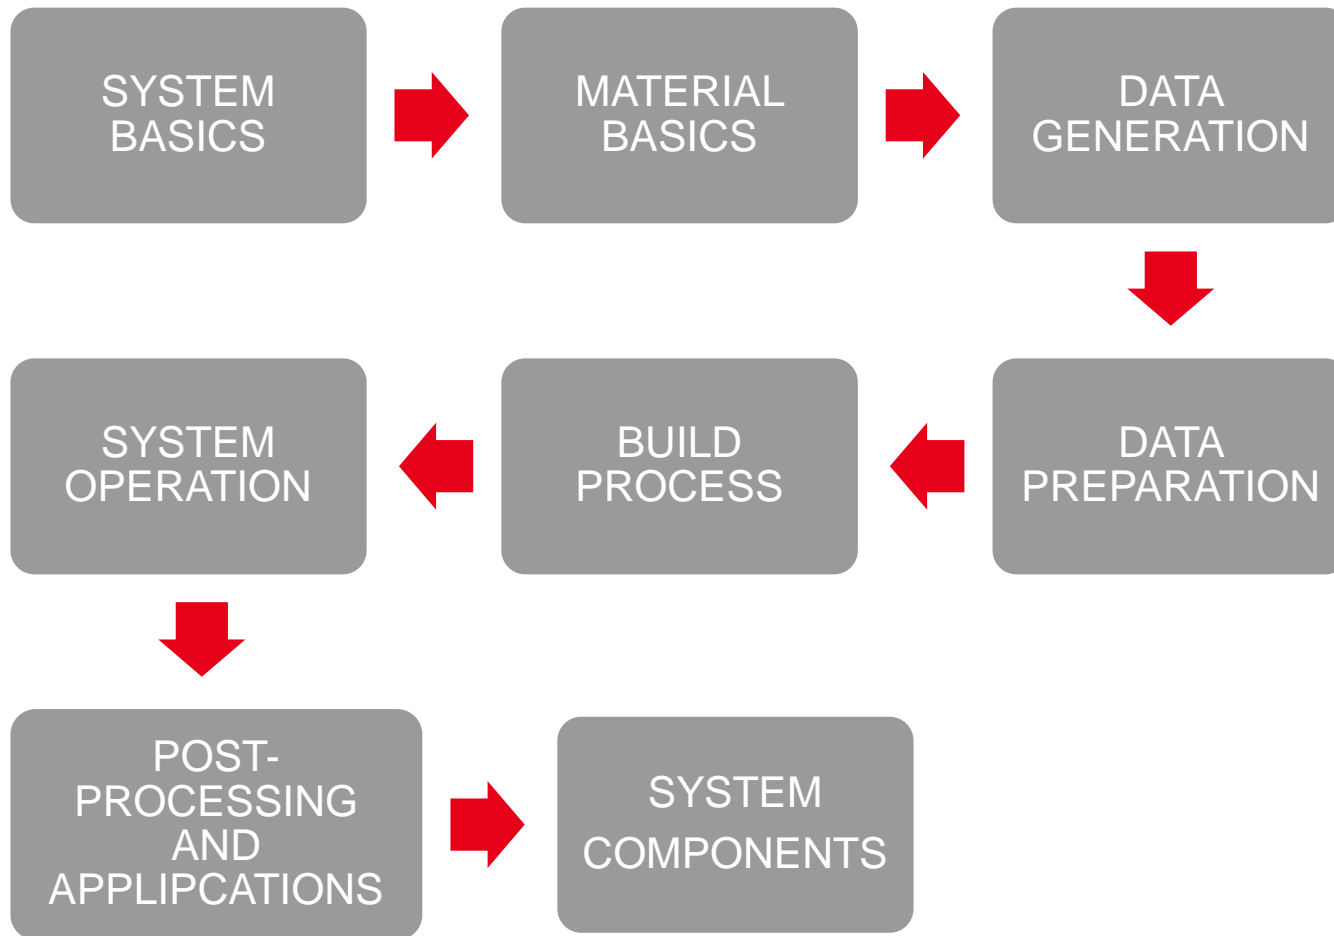 SYSTEM
BASICS
MATERIAL
BASICS
DATA
GENERATION
DATA
PREPARATION
BUILD
PROCESS
SYSTEM
OPERATION
POST-
PROCESSING
AND
APPLIPCATIONS
SYSTEM
COMPONENTS